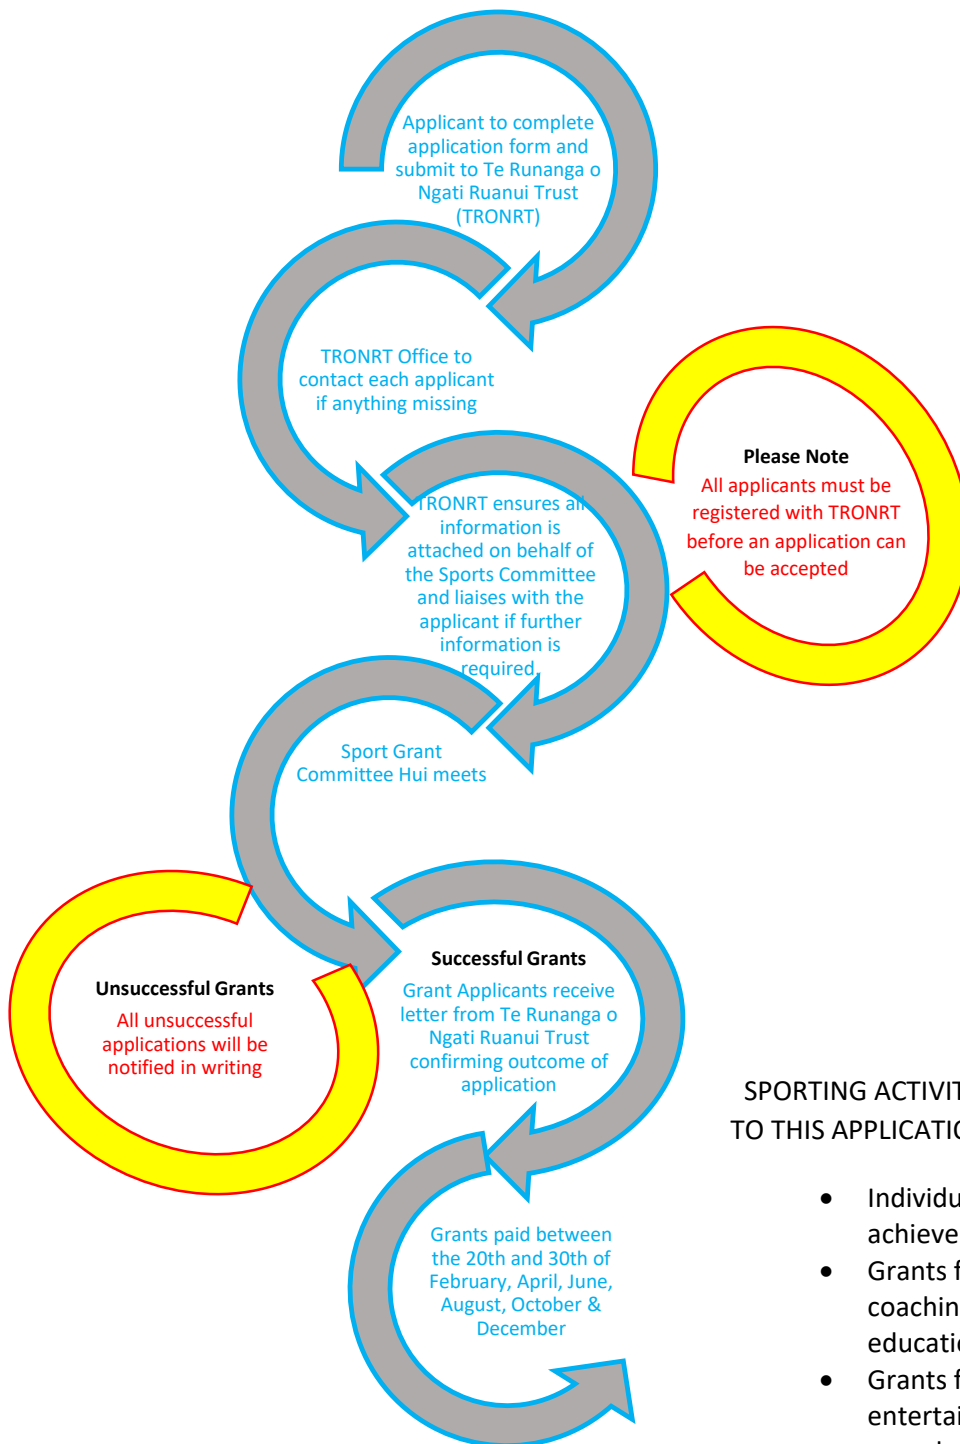 Applicant to complete
application form and
submit to Te Runanga o
Ngati Ruanui Trust
(TRONRT)
TRONRT Office to
contact each applicant
if anything missing
Please Note
All applicants must be
registered with TRONRT
before an application can
be accepted
TRONRT ensures all
information is
attached on behalf of
the Sports Committee
and liaises with the
applicant if further
information is
required.
Sport Grant
Committee Hui meets
Unsuccessful Grants
All unsuccessful
applications will be
notified in writing
Successful Grants
Grant Applicants receive
letter from Te Runanga o
Ngati Ruanui Trust
confirming outcome of
application
Grants paid between
the 20th and 30th of
February, April, June,
August, October &
December
SPORTING ACTIVIT
TO THIS APPLICATIO
• Individu
achieve
• Grants f
coachin
educatio
• Grants f
entertai